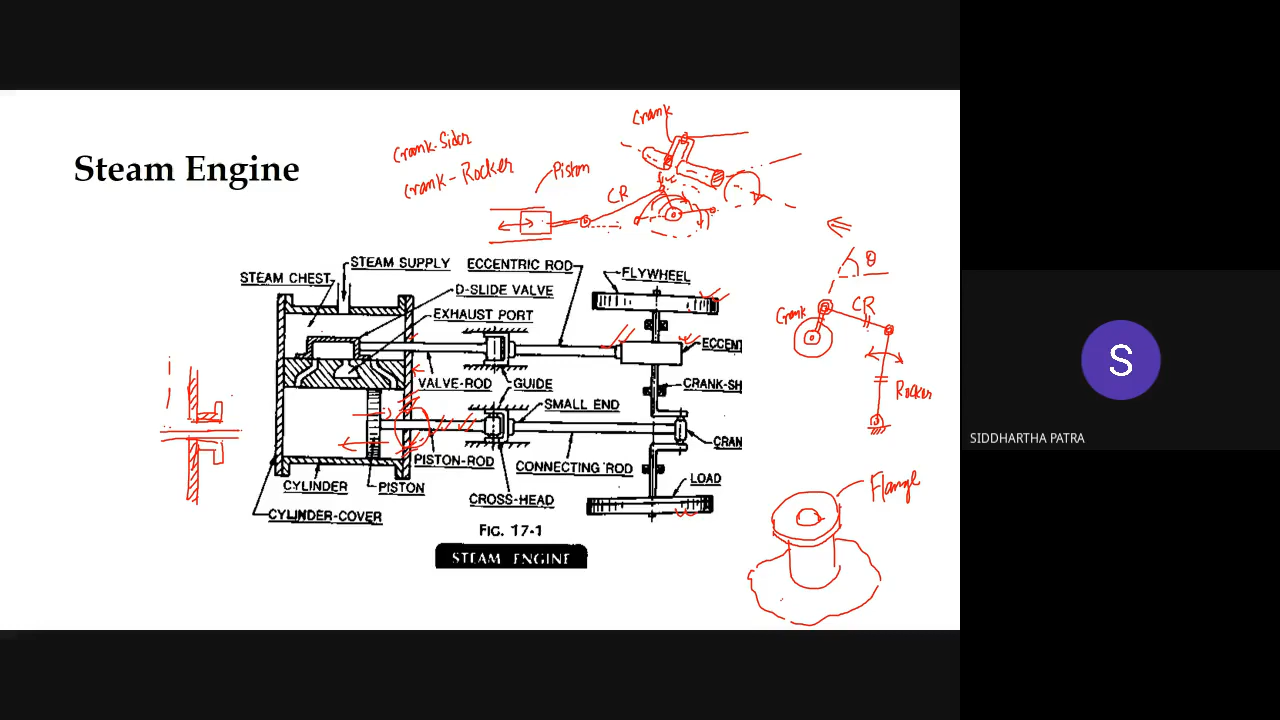 Steam Engine
Crank-Slider
Crank-Rocker
Crank
Piston
CR
θ
CR
Crank
Rocker
Flange
STEAM SUPPLY
ECCENTRIC ROD
STEAM CHEST
D-SLIDE VALVE
FLYWHEEL
EXHAUST PORT
ECCENT
VALVE-ROD
GUIDE
CRANK-SH
SMALL END
CRAN
PISTON-ROD
CONNECTING ROD
CYLINDER
PISTON
CROSS-HEAD
LOAD
CYLINDER-COVER
FIG. 17-1
STEAM ENGINE
S
SIDDHARTHA PATRA